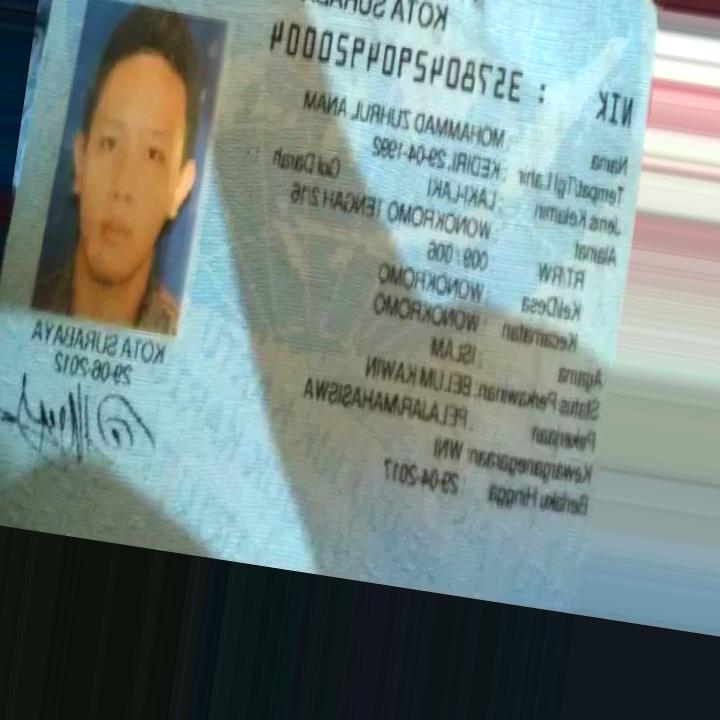 KOTA SURABAYA
NIK : 3578042904920004
Nama MOHAMMAD ZUHRUL ANAM
Tempat/Tgl Lahir : KEDIRI, 29-04-1992
Jenis Kelamin : LAKI-LAKI Gol Darah
Alamat WONOKROMO TENGAH 2/16
RT/RW 006
Kel/Desa WONOKROMO
Kecamatan : WONOKROMO
Agama : ISLAM
Status Perkawinan: BELUM KAWIN
Pekerjaan : PELAJAR/MAHASISWA
Kewarganegaraan: WNI
Berlaku Hingga : 29-04-2017
KOTA SURABAYA
29-06-2012